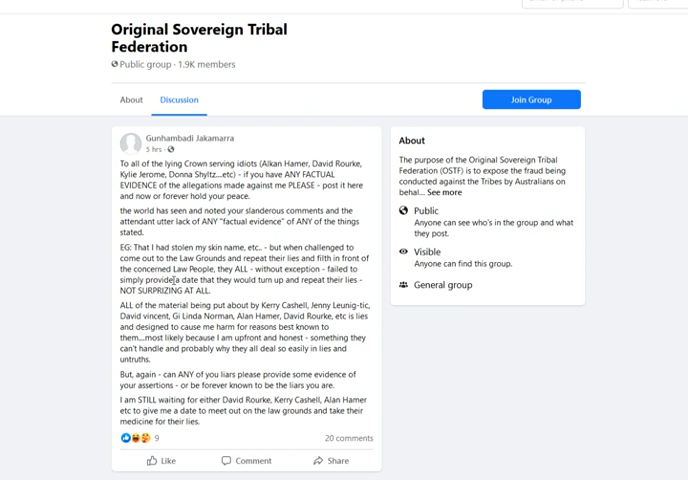 Original Sovereign Tribal
Federation
Public group · 1.9K members
About
Discussion
Join Group
Gunhambadi Jakamarra
5 hrs ·
To all of the lying Crown serving idiots (Alkan Hamer, David Rourke,
Kylie Jerome, Donna Shyltz...etc) - if you have ANY FACTUAL
EVIDENCE of the allegations made against me PLEASE - post it here
and now or forever hold your peace.
the world has seen and noted your slanderous comments and the
attendant utter lack of ANY "factual evidence" of ANY of the things
stated.
EG: That I had stolen my skin name, etc.. - but when challenged to
come out to the Law Grounds and repeat their lies and filth in front of
the concerned Law People, they ALL - without exception - failed to
simply provide a date that they would turn up and repeat their lies -
NOT SURPRIZING AT ALL.
ALL of the material being put about by Kerry Cashell, Jenny Leunig-tic,
David vincent, Gi Linda Norman, Alan Hamer, David Rourke, etc is lies
and designed to cause me harm for reasons best known to
them...most likely because I am upfront and honest - something they
can't handle and probably why they all deal so easily in lies and
untruths.
But, again - can ANY of you liars please provide some evidence of
your assertions - or be forever known to be the liars you are.
I am STILL waiting for either David Rourke, Kerry Cashell, Alan Hamer
etc to give me a date to meet out on the law grounds and take their
medicine for their lies.
9
20 comments
Like
Comment
Share
About
The purpose of the Original Sovereign Tribal
Federation (OSTF) is to expose the fraud being
conducted against the Tribes by Australians on
behal... See more
Public
Anyone can see who's in the group and what
they post.
Visible
Anyone can find this group.
General group